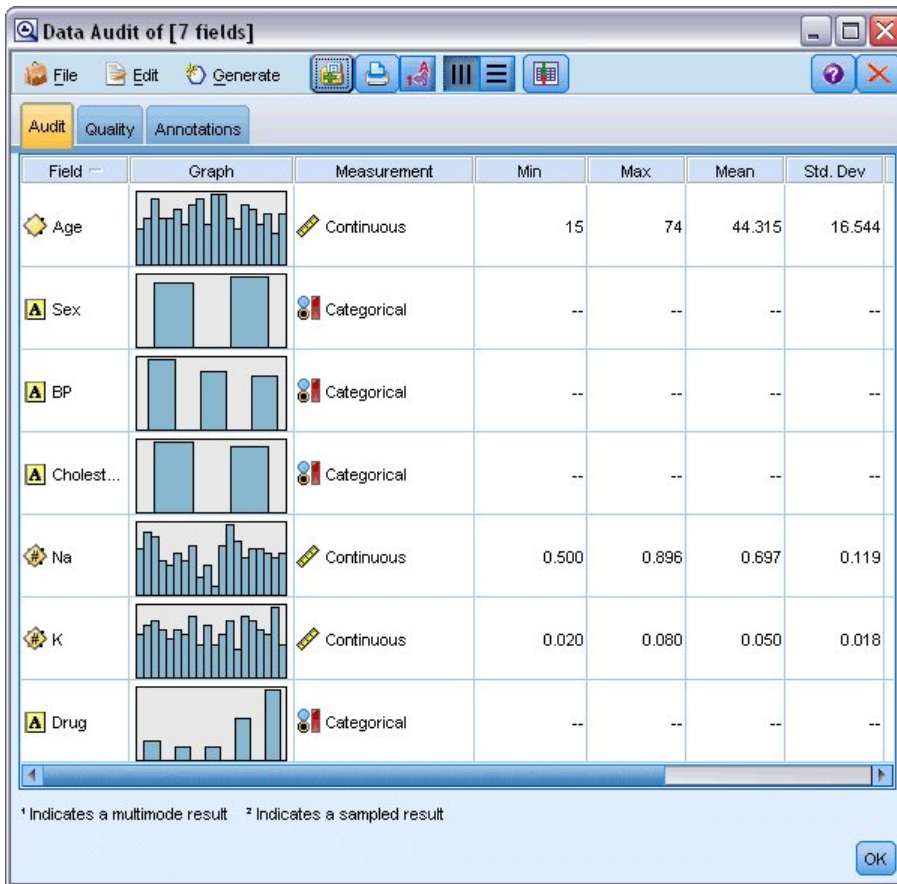 Data Audit of [7 fields]
File Edit Generate
Audit Quality Annotations
Field Graph Measurement Min Max Mean Std. Dev
Age Continuous 15 74 44.315 16.544
A Sex Categorical -- -- -- --
A BP Categorical -- -- -- --
A Cholest... Categorical -- -- -- --
# Na Continuous 0.500 0.896 0.697 0.119
# K Continuous 0.020 0.080 0.050 0.018
A Drug Categorical -- -- -- --
¹ Indicates a multimode result ² Indicates a sampled result
OK